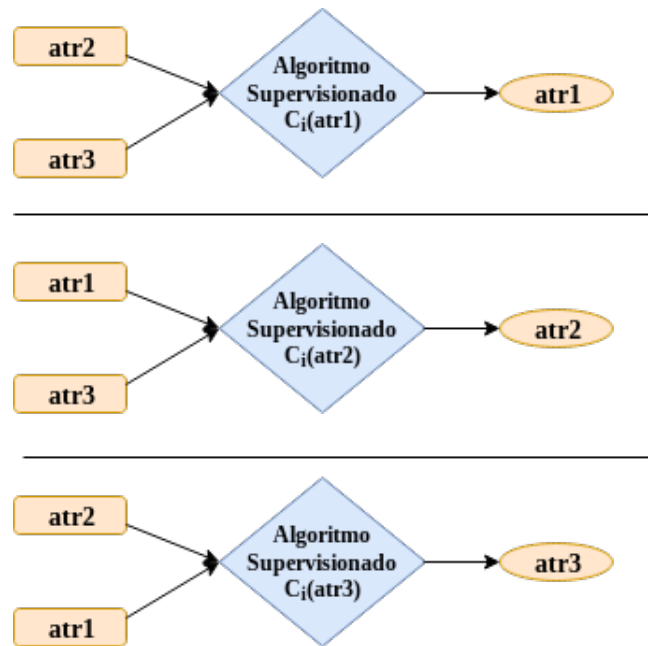 atr2
atr3
Algoritmo
Supervisionado
Cᵢ(atr1)
atr1
atr1
atr3
Algoritmo
Supervisionado
Cᵢ(atr2)
atr2
atr2
atr1
Algoritmo
Supervisionado
Cᵢ(atr3)
atr3